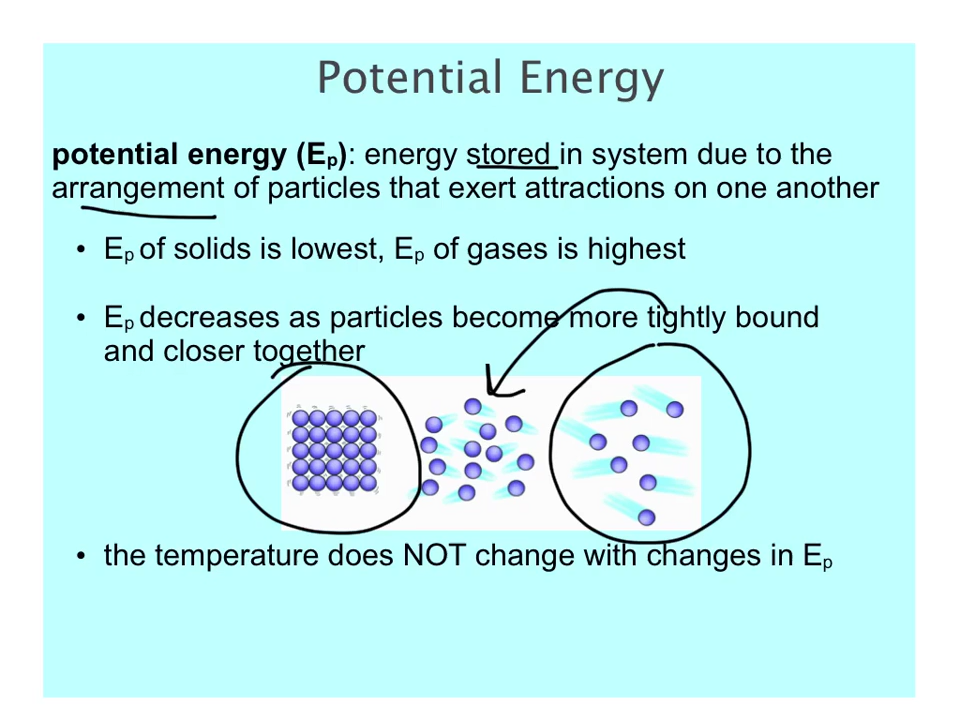 Potential Energy
potential energy (Ep): energy stored in system due to the
arrangement of particles that exert attractions on one another
• Ep of solids is lowest, Ep of gases is highest
• Ep decreases as particles become more tightly bound
and closer together
• the temperature does NOT change with changes in Ep